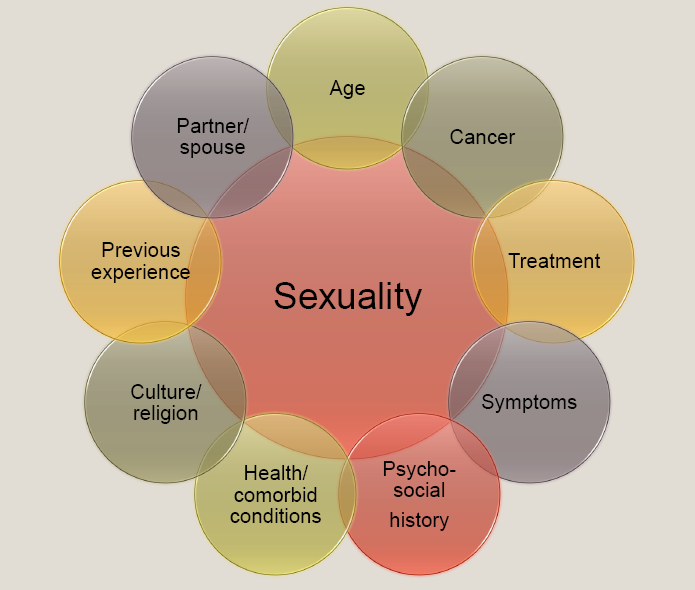 Age
Cancer
Treatment
Symptoms
Psycho-
social
history
Health/
comorbid
conditions
Culture/
religion
Previous
experience
Partner/
spouse
Sexuality